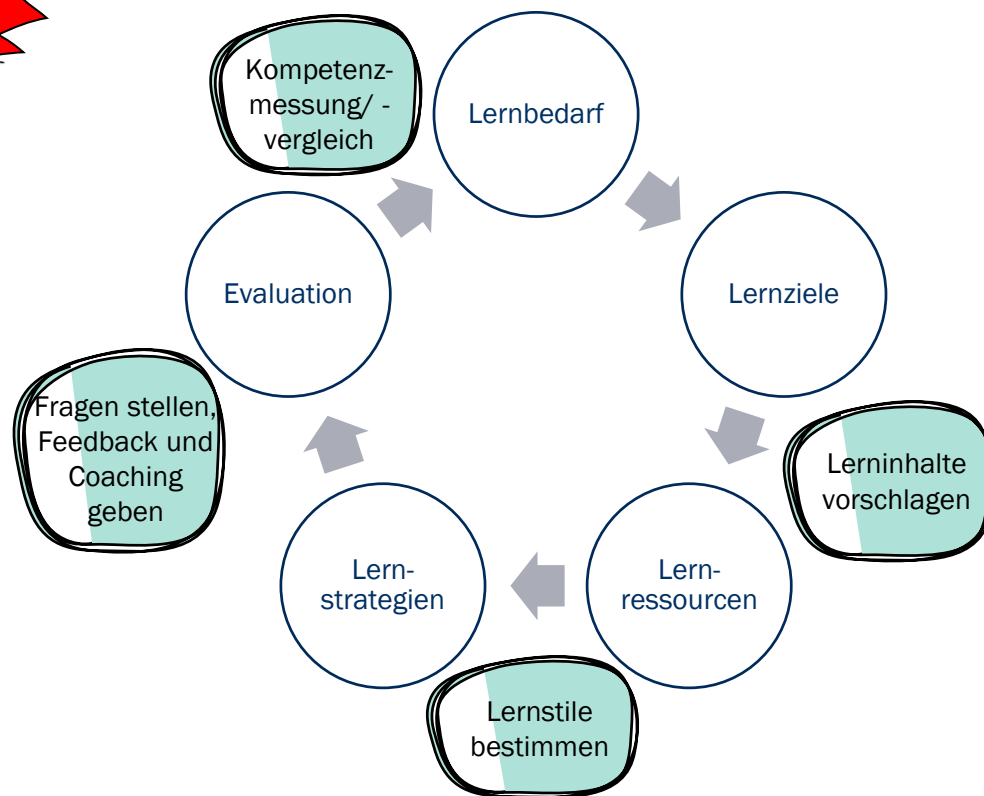 Kompetenz-
messung/ -
vergleich
Lernbedarf
Evaluation
Lernziele
Fragen stellen,
Feedback und
Coaching
geben
Lerninhalte
vorschlagen
Lern-
strategien
Lern-
ressourcen
Lernstile
bestimmen